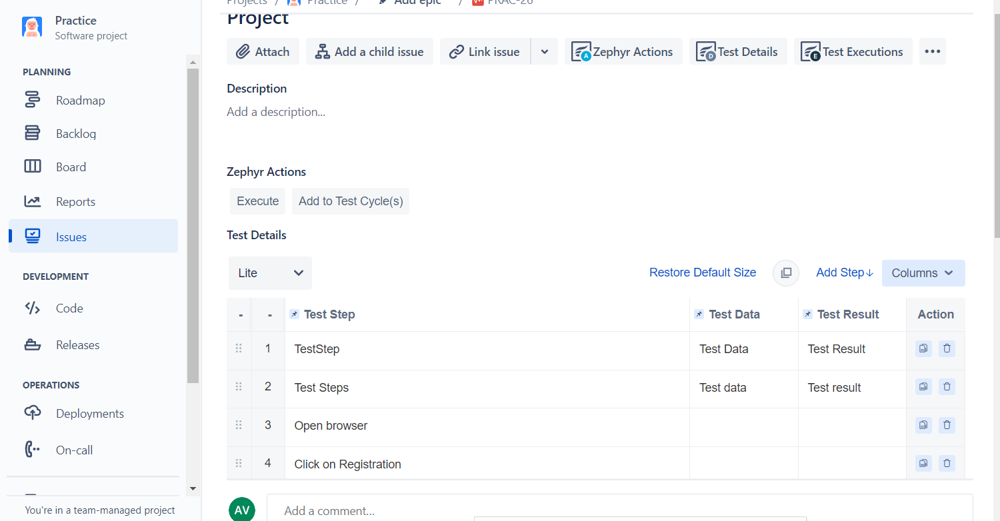 Projects / Practice / Add epic / PRAC-26
Project
Practice
Software project
PLANNING
Roadmap
Backlog
Board
Reports
Issues
DEVELOPMENT
Code
Releases
OPERATIONS
Deployments
On-call
You're in a team-managed project
Attach
Add a child issue
Link issue
A Zephyr Actions
D Test Details
E Test Executions
Description
Add a description...
Zephyr Actions
Execute
Add to Test Cycle(s)
Test Details
Lite
Restore Default Size
Add Step↓
Columns
- - Test Step Test Data Test Result Action
1 TestStep Test Data Test Result
2 Test Steps Test data Test result
3 Open browser
4 Click on Registration
AV
Add a comment...